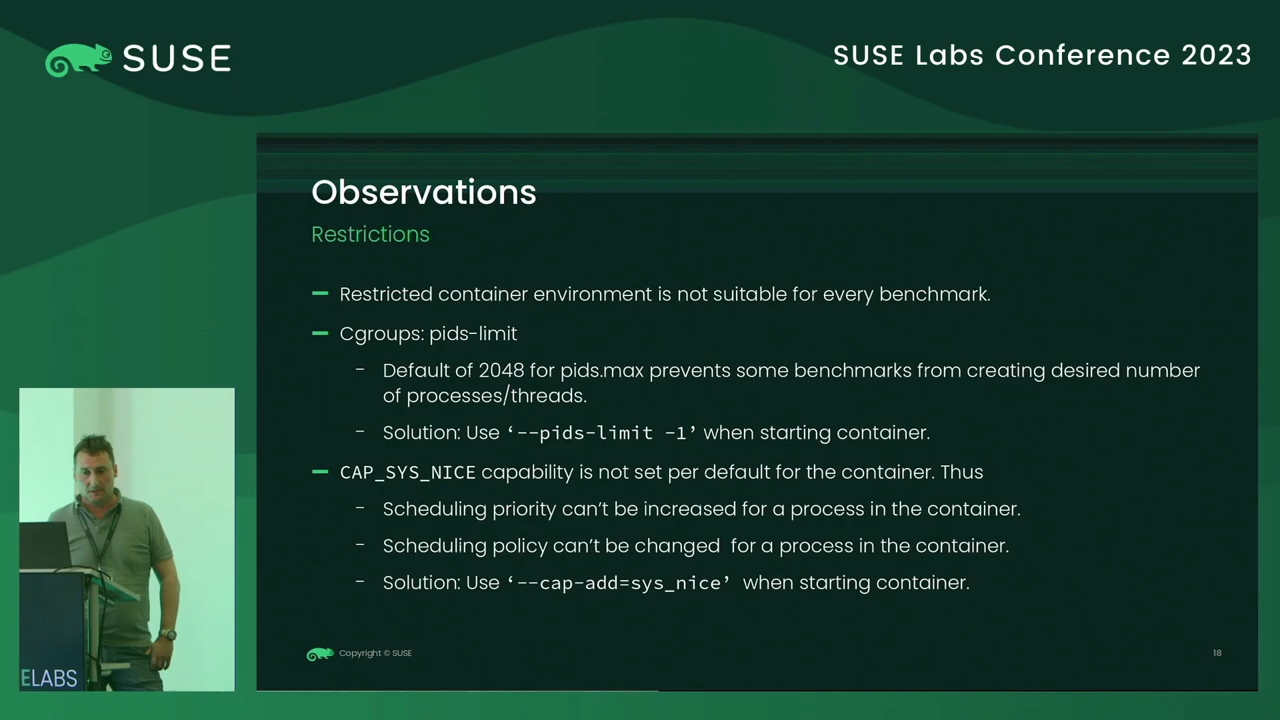 SUSE
SUSE Labs Conference 2023
Observations
Restrictions
Restricted container environment is not suitable for every benchmark.
Cgroups: pids-limit
- Default of 2048 for pids.max prevents some benchmarks from creating desired number
of processes/threads.
- Solution: Use ‘--pids-limit -1’ when starting container.
CAP_SYS_NICE capability is not set per default for the container. Thus
- Scheduling priority can’t be increased for a process in the container.
- Scheduling policy can’t be changed for a process in the container.
- Solution: Use ‘--cap-add=sys_nice’ when starting container.
Copyright © SUSE
18
ELABS